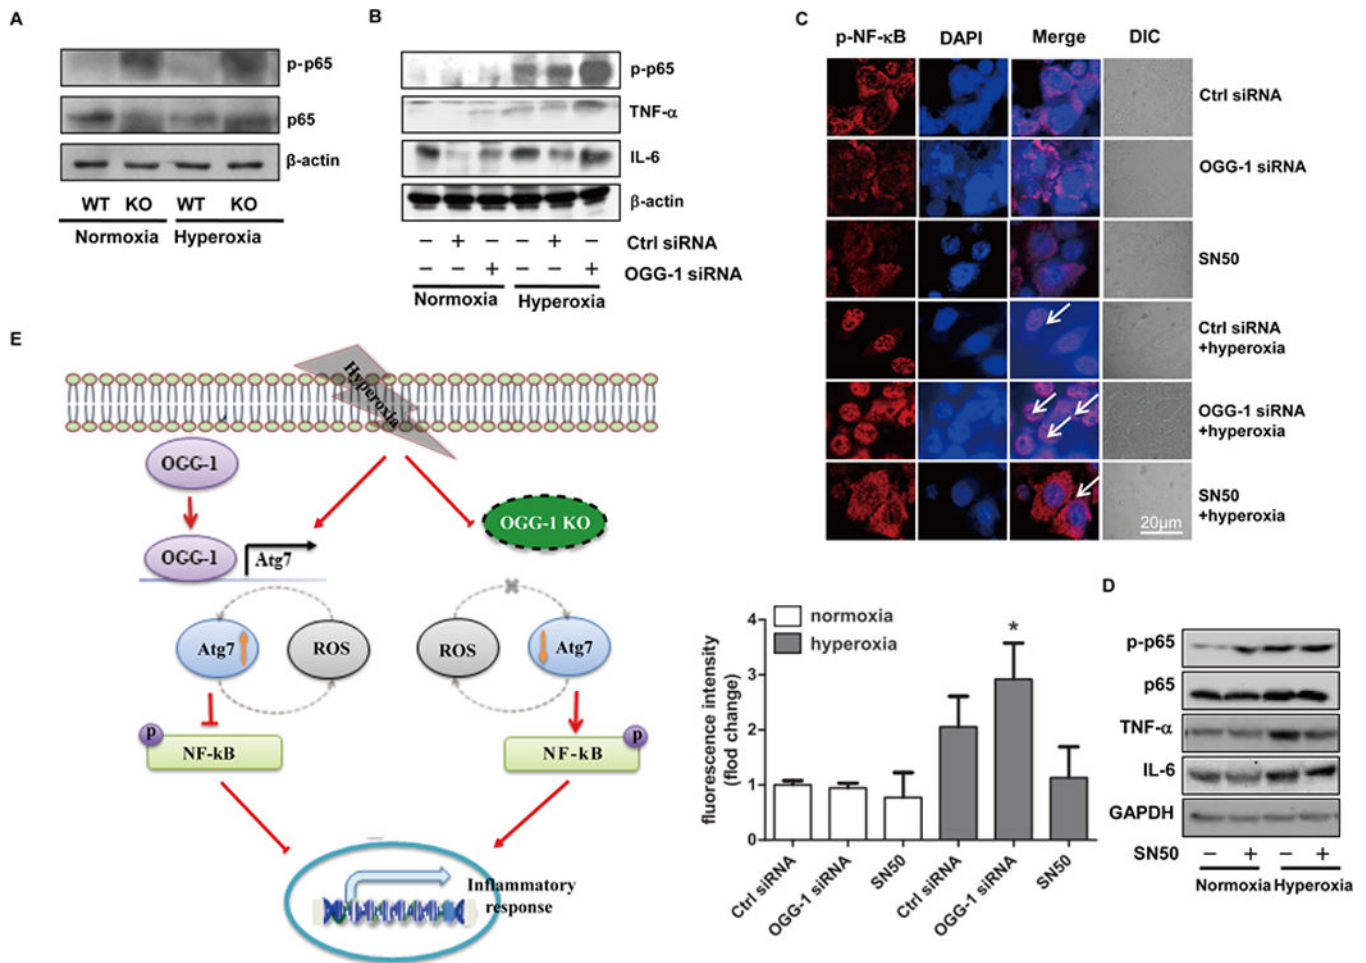 A
p-p65
p65
β-actin
WT KO WT KO
Normoxia Hyperoxia
B
p-p65
TNF-α
IL-6
β-actin
− + − − + − Ctrl siRNA
− − + − − + OGG-1 siRNA
Normoxia Hyperoxia
C
p-NF-κB DAPI Merge DIC
Ctrl siRNA
OGG-1 siRNA
SN50
Ctrl siRNA
+hyperoxia
OGG-1 siRNA
+hyperoxia
SN50
+hyperoxia
20μm
normoxia
hyperoxia
*
fluorescence intensity
(flod change)
4
3
2
1
0
Ctrl siRNA
OGG-1 siRNA
SN50
Ctrl siRNA
OGG-1 siRNA
SN50
D
p-p65
p65
TNF-α
IL-6
GAPDH
SN50 − + − +
Normoxia Hyperoxia
E
Hyperoxia
OGG-1
OGG-1 KO
OGG-1
Atg7
Atg7 ROS ROS Atg7
p NF-kB NF-kB p
Inflammatory
response